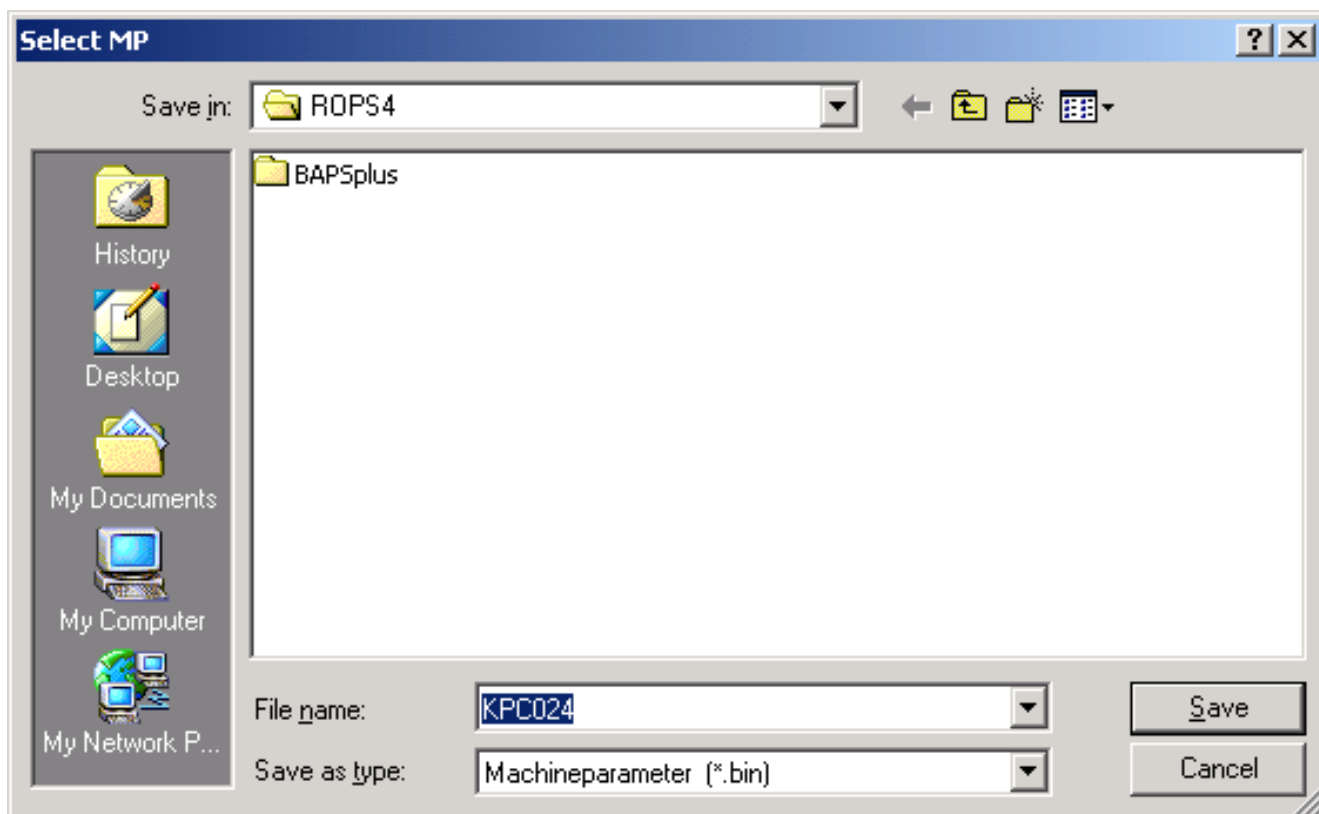 Select MP
Save in: ROPS4
BAPSplus
History
Desktop
My Documents
My Computer
My Network P...
File name: KPC024 Save
Save as type: Machineparameter (*.bin) Cancel